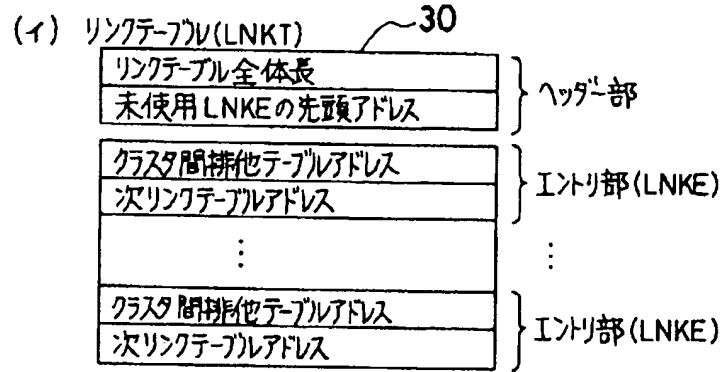 (イ) リンクテーブル(LNKT) 30
リンクテーブル全体長
未使用LNKEの先頭アドレス
ヘッダー部
クラスタ間排他テーブルアドレス
次リンクテーブルアドレス
エントリ部(LNKE)
⋮ ⋮
クラスタ間排他テーブルアドレス
次リンクテーブルアドレス
エントリ部(LNKE)